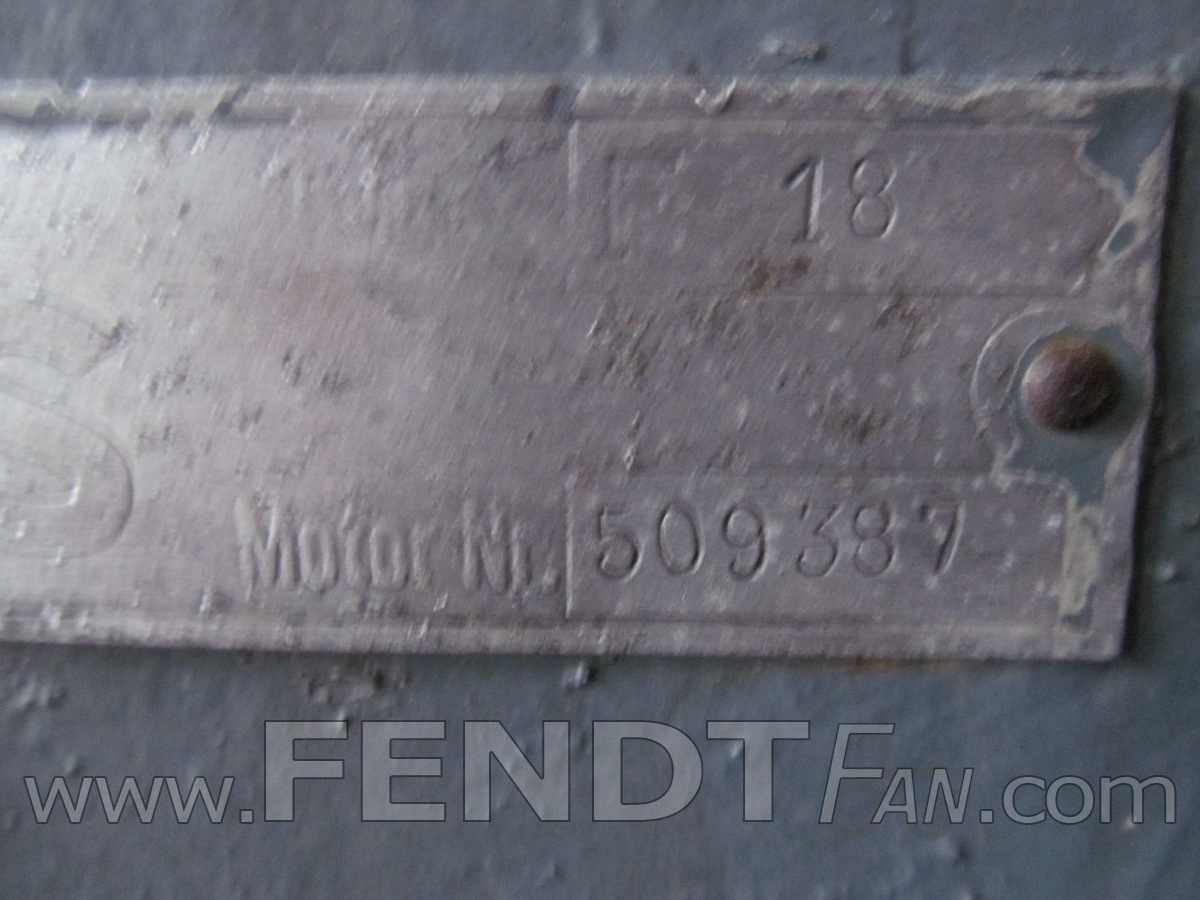 18
S
Motor Nr. 509387
www.FENDTFAN.com